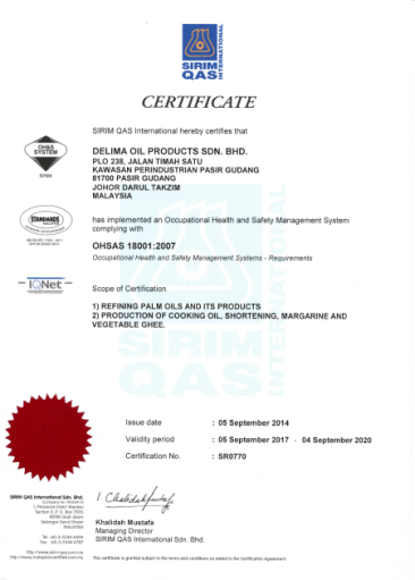 SIRIM
QAS
INTERNATIONAL
CERTIFICATE
SIRIM QAS International hereby certifies that
OH&S
SYSTEM
SIRIM
DELIMA OIL PRODUCTS SDN. BHD.
PLO 238, JALAN TIMAH SATU
KAWASAN PERINDUSTRIAN PASIR GUDANG
81700 PASIR GUDANG
JOHOR DARUL TAKZIM
MALAYSIA
STANDARDS
has implemented an Occupational Health and Safety Management System
complying with
OHSAS 18001:2007
Occupational Health and Safety Management Systems - Requirements
IQNet
Scope of Certification
1) REFINING PALM OILS AND ITS PRODUCTS
2) PRODUCTION OF COOKING OIL, SHORTENING, MARGARINE AND
VEGETABLE GHEE.
SIRIM
QAS
INTERNATIONAL
Issue date : 05 September 2014
Validity period : 05 September 2017 - 04 September 2020
Certification No. : SR0770
SIRIM QAS International Sdn. Bhd.
Khalidah Mustafa
Managing Director
SIRIM QAS International Sdn. Bhd.
This certificate is granted subject to the terms and conditions as stated in the Certification Agreement.